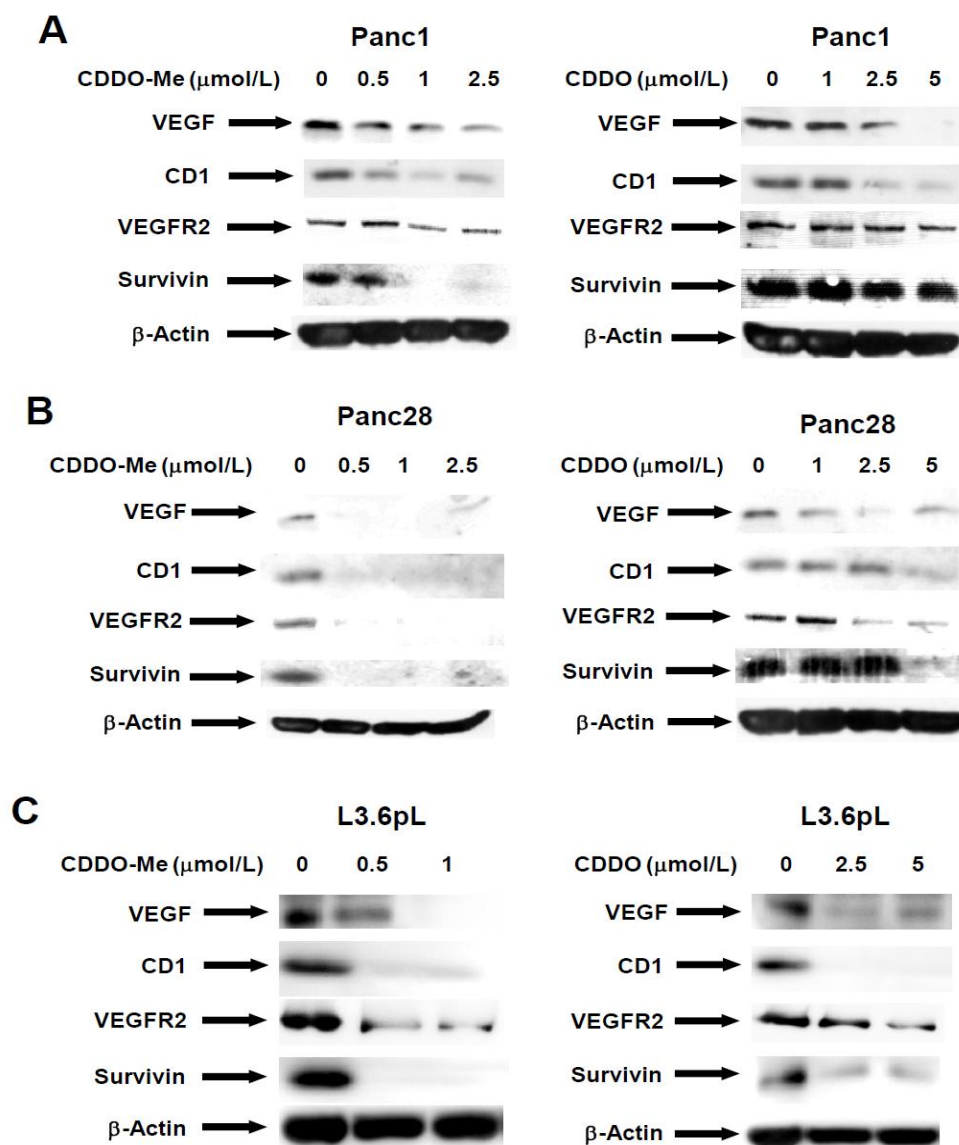 A
Panc1
CDDO-Me (μmol/L) 0 0.5 1 2.5
VEGF
CD1
VEGFR2
Survivin
β-Actin
Panc1
CDDO (μmol/L) 0 1 2.5 5
VEGF
CD1
VEGFR2
Survivin
β-Actin
B
Panc28
CDDO-Me (μmol/L) 0 0.5 1 2.5
VEGF
CD1
VEGFR2
Survivin
β-Actin
Panc28
CDDO (μmol/L) 0 1 2.5 5
VEGF
CD1
VEGFR2
Survivin
β-Actin
C
L3.6pL
CDDO-Me (μmol/L) 0 0.5 1
VEGF
CD1
VEGFR2
Survivin
β-Actin
L3.6pL
CDDO (μmol/L) 0 2.5 5
VEGF
CD1
VEGFR2
Survivin
β-Actin